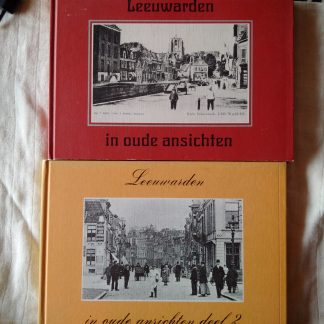 Leeuwarden
in oude ansichten
Leeuwarden
in oude ansichten deel 2